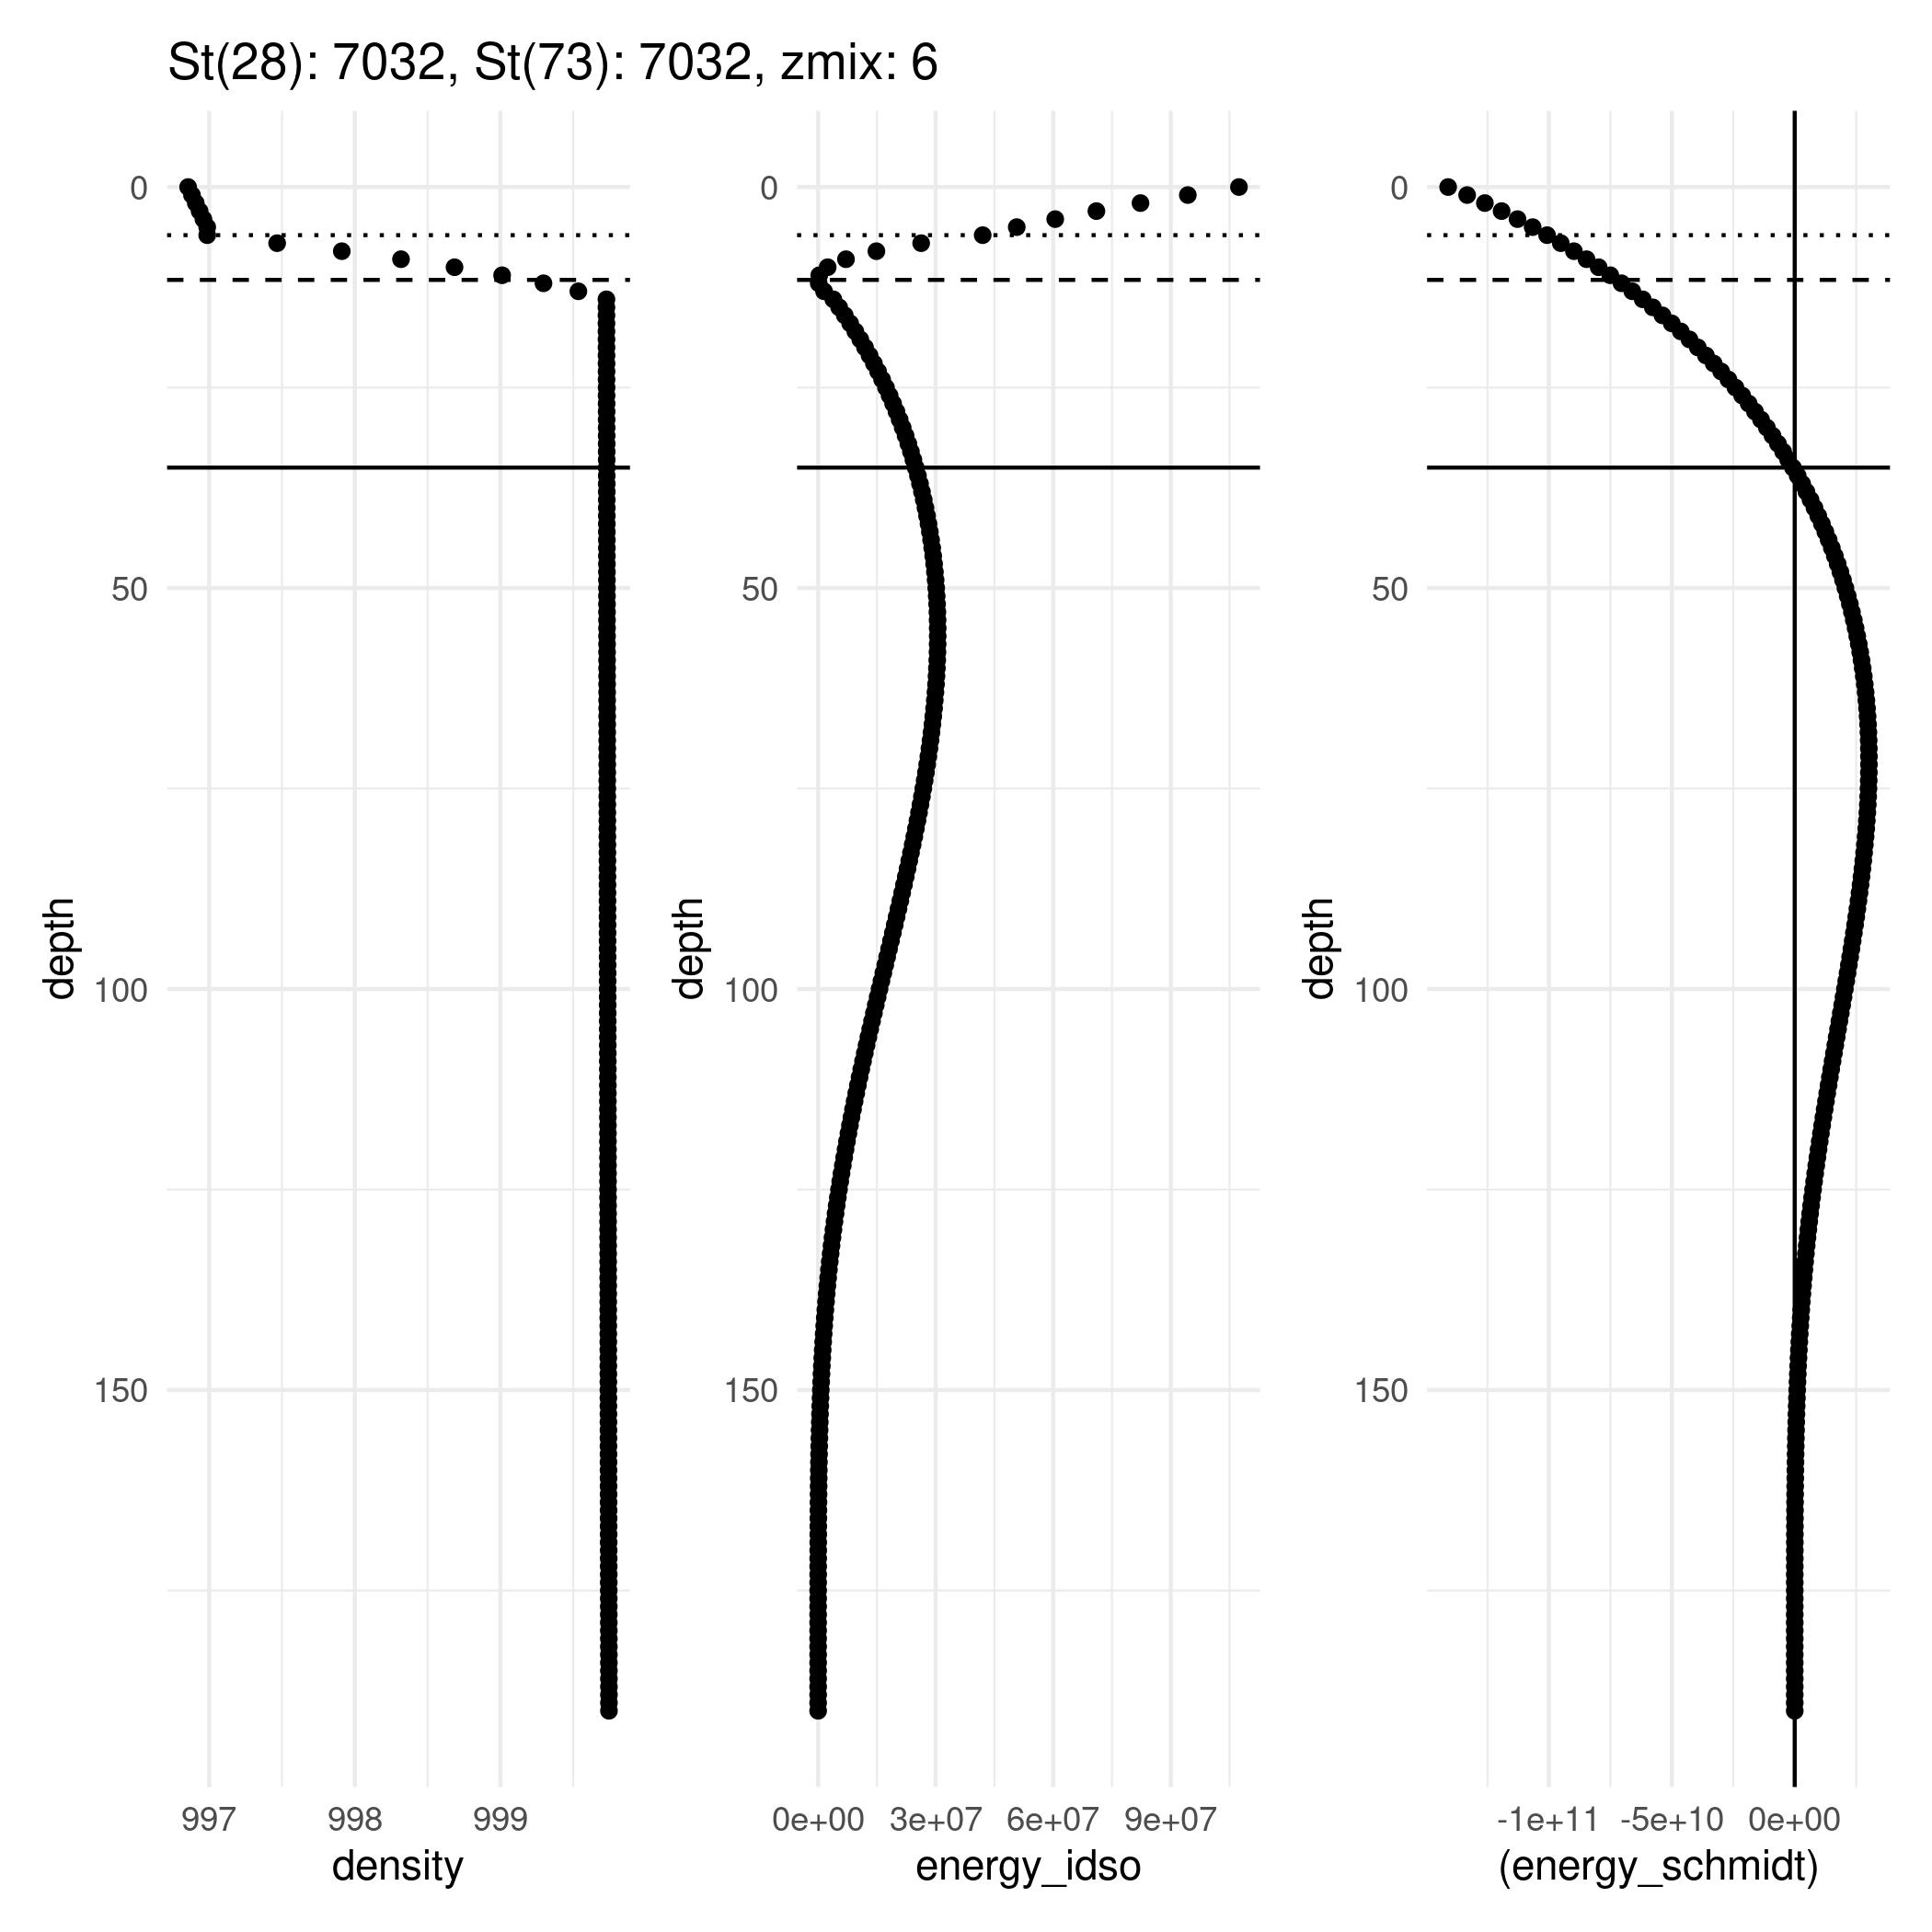 St(28): 7032, St(73): 7032, zmix: 6
0
50
100
150
depth
997 998 999
density
0
50
100
150
depth
0e+00 3e+07 6e+07 9e+07
energy_idso
0
50
100
150
depth
-1e+11 -5e+10 0e+00
(energy_schmidt)